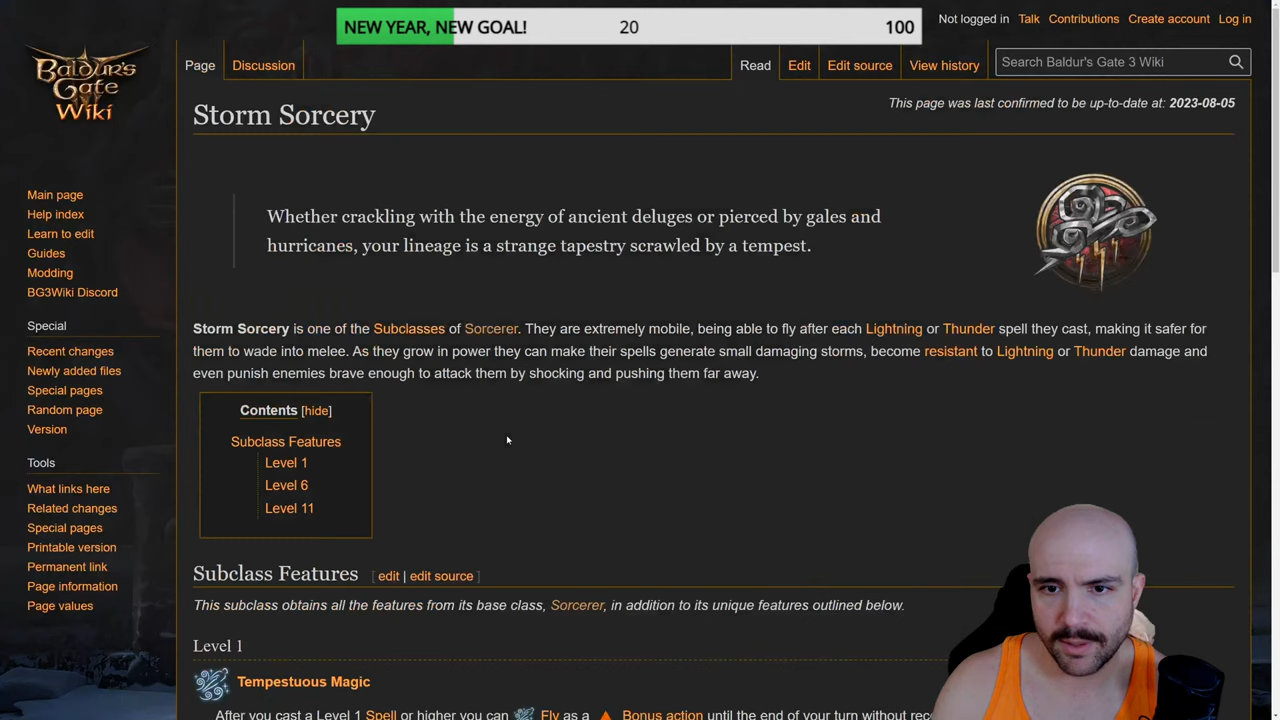 NEW YEAR, NEW GOAL! 20 100
Not logged in Talk Contributions Create account Log in
Baldur's Gate Wiki
Page Discussion Read Edit Edit source View history Search Baldur's Gate 3 Wiki
Storm Sorcery
This page was last confirmed to be up-to-date at: 2023-08-05
Main page
Help index
Learn to edit
Guides
Modding
BG3Wiki Discord
Special
Recent changes
Newly added files
Special pages
Random page
Version
Tools
What links here
Related changes
Special pages
Printable version
Permanent link
Page information
Page values
Whether crackling with the energy of ancient deluges or pierced by gales and
hurricanes, your lineage is a strange tapestry scrawled by a tempest.
Storm Sorcery is one of the Subclasses of Sorcerer. They are extremely mobile, being able to fly after each Lightning or Thunder spell they cast, making it safer for
them to wade into melee. As they grow in power they can make their spells generate small damaging storms, become resistant to Lightning or Thunder damage and
even punish enemies brave enough to attack them by shocking and pushing them far away.
Contents [hide]
Subclass Features
Level 1
Level 6
Level 11
Subclass Features [ edit | edit source ]
This subclass obtains all the features from its base class, Sorcerer, in addition to its unique features outlined below.
Level 1
Tempestuous Magic
After you cast a Level 1 Spell or higher you can Fly as a Bonus action until the end of your turn without